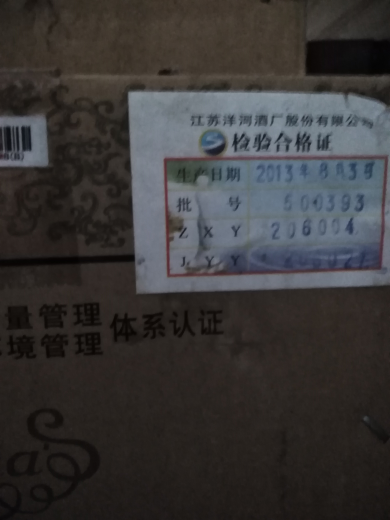 江苏洋河酒厂股份有限公司
检验合格证
生产日期 2013年8月3日
批 号 500393
Z X Y 206004
J Y Y
量管理
环境管理
体系认证